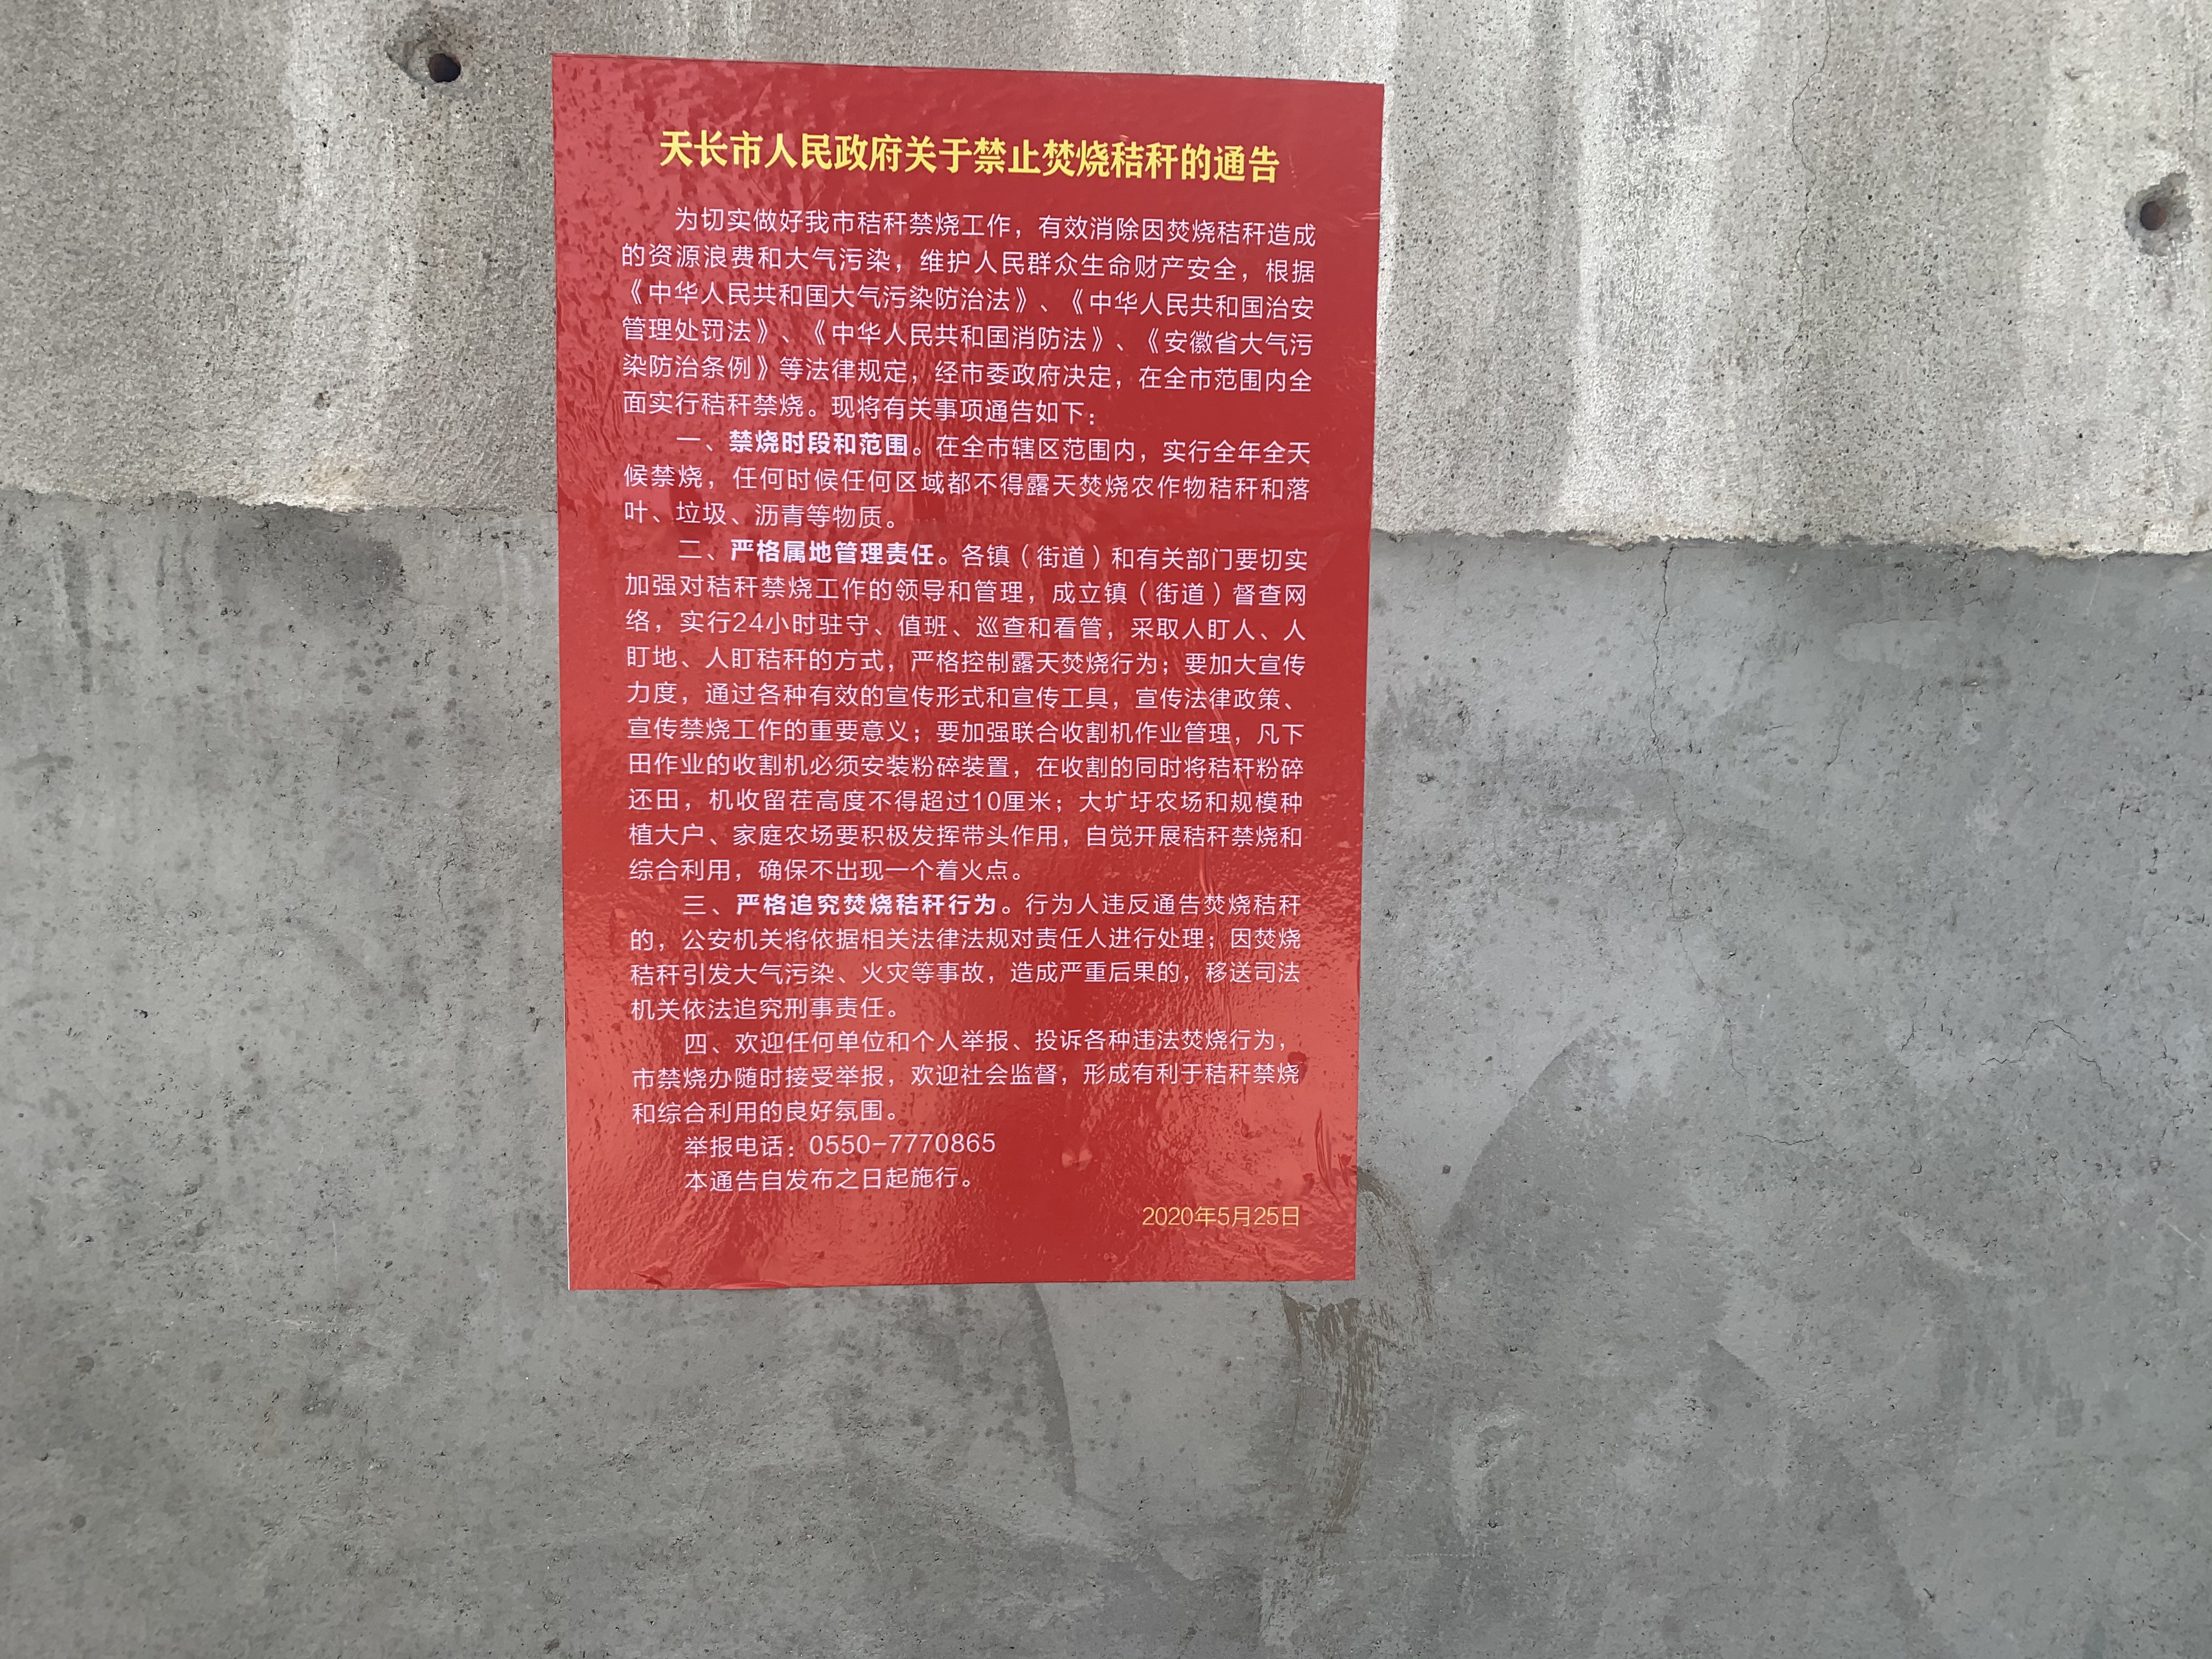 天长市人民政府关于禁止焚烧秸秆的通告
为切实做好我市秸秆禁烧工作，有效消除因焚烧秸秆造成
的资源浪费和大气污染，维护人民群众生命财产安全，根据
《中华人民共和国大气污染防治法》、《中华人民共和国治安
管理处罚法》、《中华人民共和国消防法》、《安徽省大气污
染防治条例》等法律规定，经市委政府决定，在全市范围内全
面实行秸秆禁烧。现将有关事项通告如下：
一、禁烧时段和范围。在全市辖区范围内，实行全年全天
候禁烧，任何时候任何区域都不得露天焚烧农作物秸秆和落
叶、垃圾、沥青等物质。
二、严格属地管理责任。各镇（街道）和有关部门要切实
加强对秸秆禁烧工作的领导和管理，成立镇（街道）督查网
络，实行24小时驻守、值班、巡查和看管，采取人盯人、人
盯地、人盯秸秆的方式，严格控制露天焚烧行为；要加大宣传
力度，通过各种有效的宣传形式和宣传工具，宣传法律政策、
宣传禁烧工作的重要意义；要加强联合收割机作业管理，凡下
田作业的收割机必须安装粉碎装置，在收割的同时将秸秆粉碎
还田，机收留茬高度不得超过10厘米；大圹圩农场和规模种
植大户、家庭农场要积极发挥带头作用，自觉开展秸秆禁烧和
综合利用，确保不出现一个着火点。
三、严格追究焚烧秸秆行为。行为人违反通告焚烧秸秆
的，公安机关将依据相关法律法规对责任人进行处理；因焚烧
秸秆引发大气污染、火灾等事故，造成严重后果的，移送司法
机关依法追究刑事责任。
四、欢迎任何单位和个人举报、投诉各种违法焚烧行为，
市禁烧办随时接受举报，欢迎社会监督，形成有利于秸秆禁烧
和综合利用的良好氛围。
举报电话：0550-7770865
本通告自发布之日起施行。
2020年5月25日